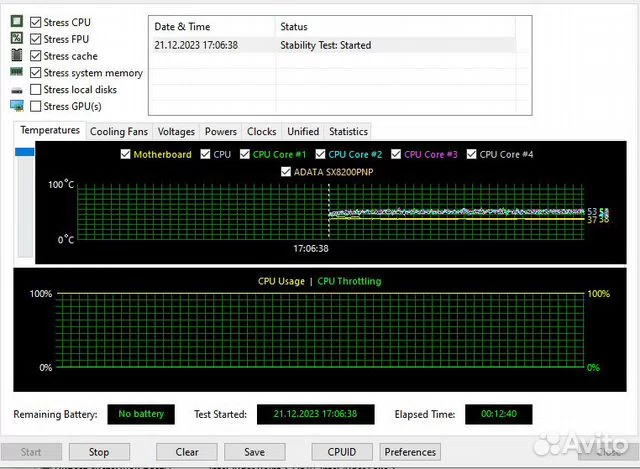 Stress CPU
Stress FPU
Stress cache
Stress system memory
Stress local disks
Stress GPU(s)
Date & Time Status
21.12.2023 17:06:38 Stability Test: Started
Temperatures Cooling Fans Voltages Powers Clocks Unified Statistics
Motherboard CPU CPU Core #1 CPU Core #2 CPU Core #3 CPU Core #4
ADATA SX8200PNP
100°C
53
37 38
0°C
17:06:38
CPU Usage | CPU Throttling
100% 100%
0% 0%
Remaining Battery: No battery Test Started: 21.12.2023 17:06:38 Elapsed Time: 00:12:40
Start Stop Clear Save CPUID Preferences Close
Avito